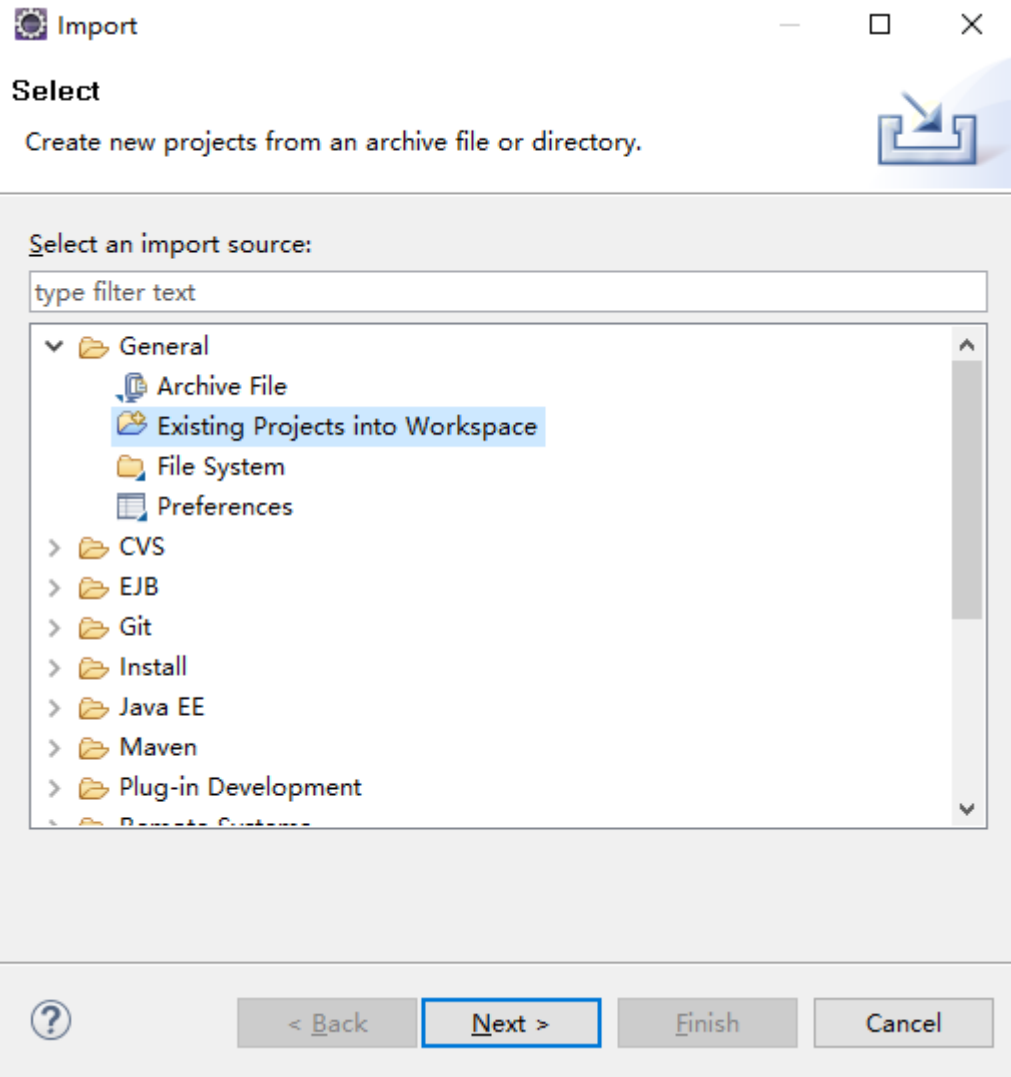 Import
Select
Create new projects from an archive file or directory.
Select an import source:
type filter text
General
Archive File
Existing Projects into Workspace
File System
Preferences
CVS
EJB
Git
Install
Java EE
Maven
Plug-in Development
Remote Systems
< Back
Next >
Finish
Cancel